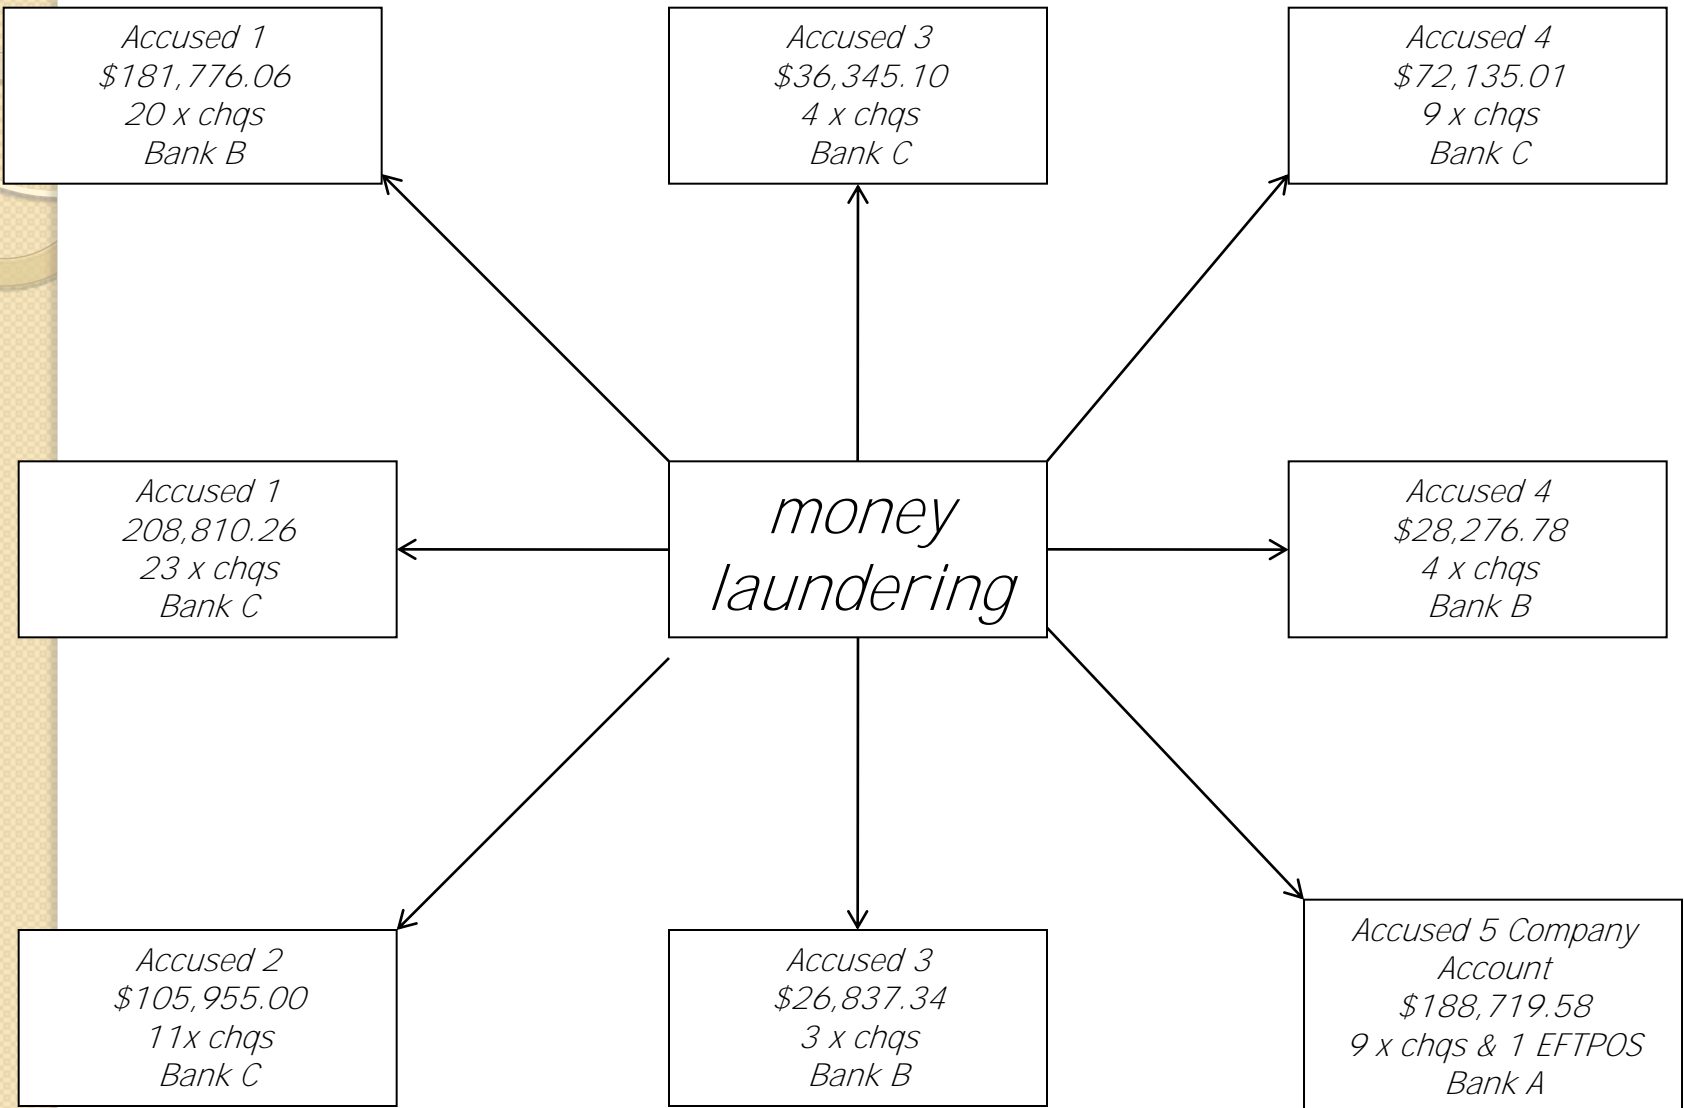 Accused 1
$181,776.06
20 x chqs
Bank B
Accused 3
$36,345.10
4 x chqs
Bank C
Accused 4
$72,135.01
9 x chqs
Bank C
Accused 1
208,810.26
23 x chqs
Bank C
money
laundering
Accused 4
$28,276.78
4 x chqs
Bank B
Accused 2
$105,955.00
11x chqs
Bank C
Accused 3
$26,837.34
3 x chqs
Bank B
Accused 5 Company
Account
$188,719.58
9 x chqs & 1 EFTPOS
Bank A